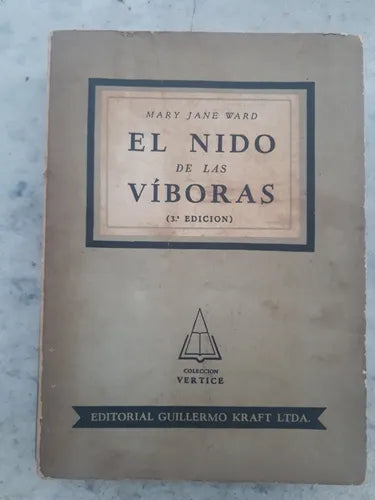 MARY JANE WARD
EL NIDO
DE LAS
VÍBORAS
(3.ª EDICION)
COLECCION
VERTICE
EDITORIAL GUILLERMO KRAFT LTDA.